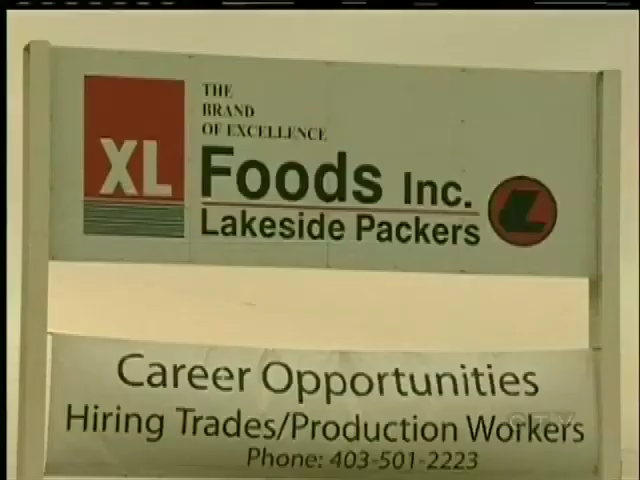 THE
BRAND
OF EXCELLENCE
XL
Foods Inc.
Lakeside Packers
L
Career Opportunities
Hiring Trades/Production Workers
Phone: 403-501-2223
CTV